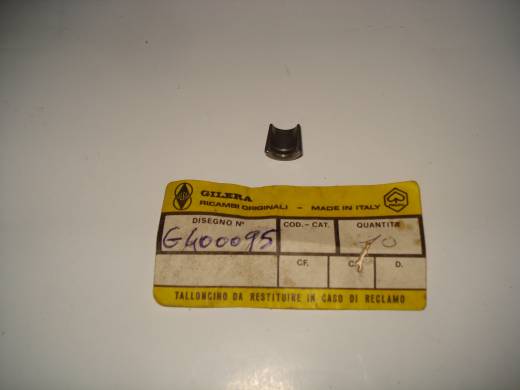 GILERA
RICAMBI ORIGINALI - MADE IN ITALY
DISEGNO N° COD.-CAT. QUANTITA
G400095 10
CF. C. D.
TALLONCINO DA RESTITUIRE IN CASO DI RECLAMO